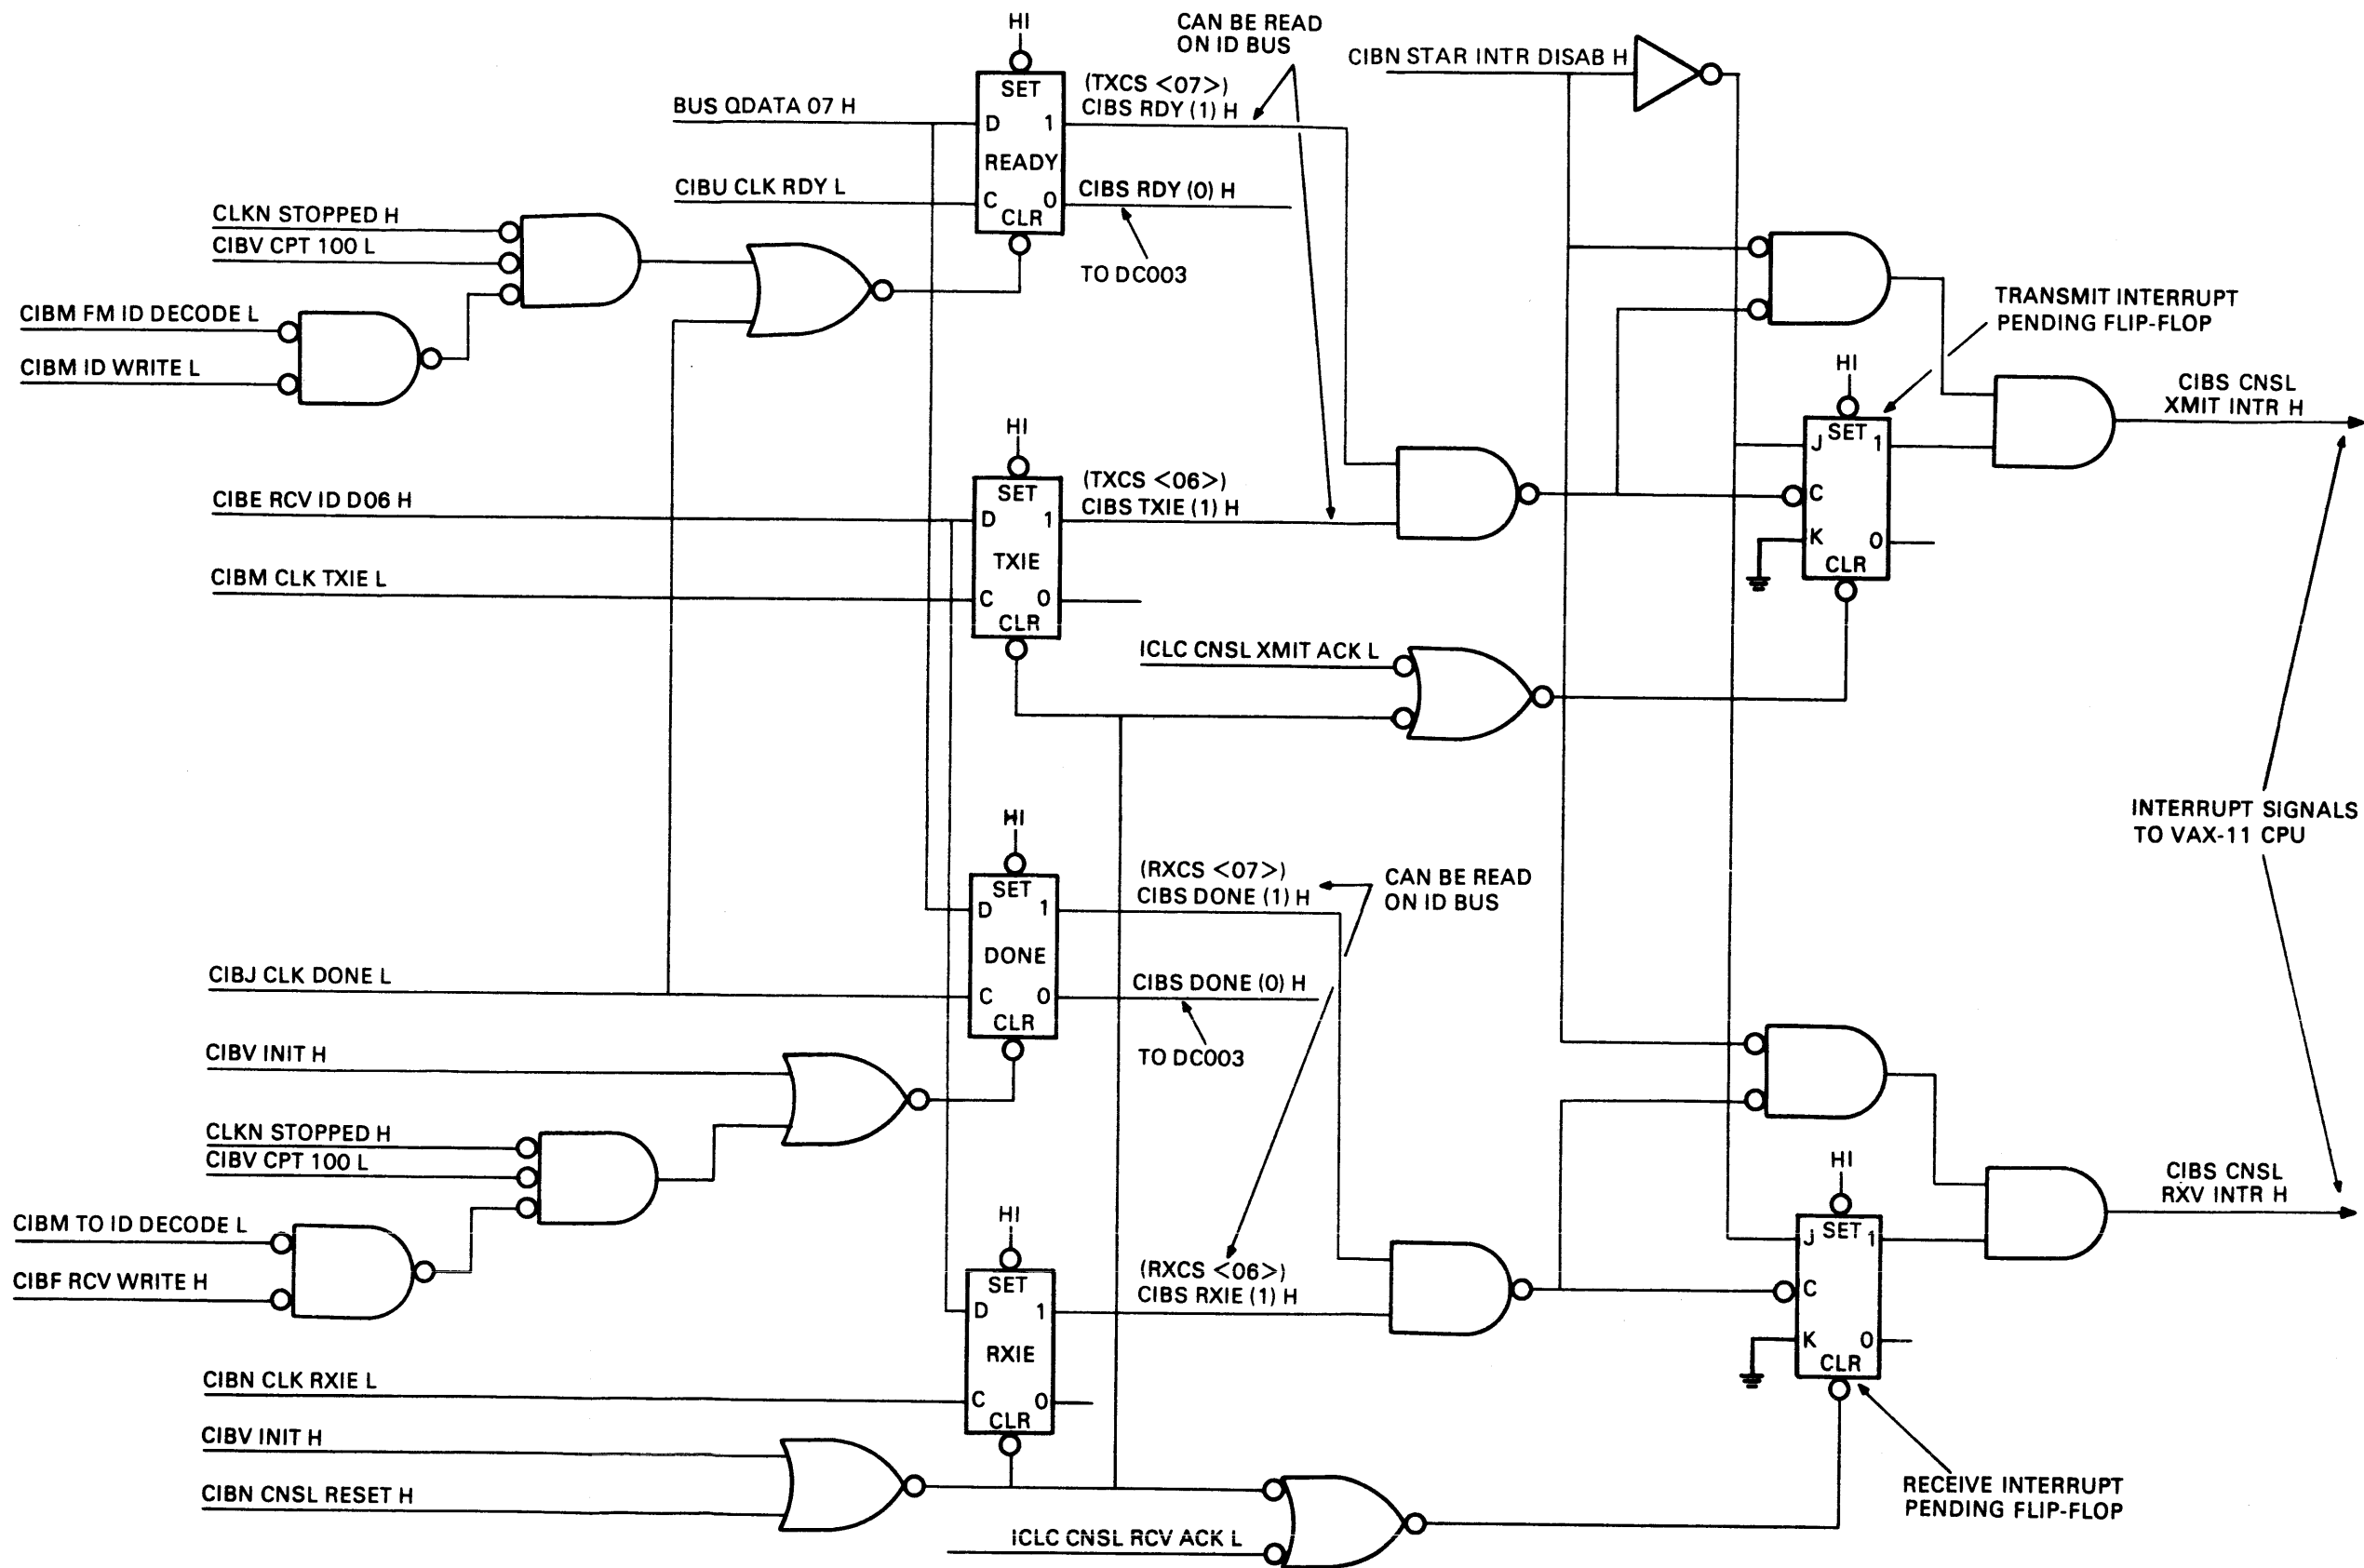 HI
CAN BE READ
ON ID BUS
CIBN STAR INTR DISAB H
SET
(TXCS <07>)
CIBS RDY (1) H
BUS QDATA 07 H
D 1
READY
CIBU CLK RDY L
C 0
CIBS RDY (0) H
CLR
TO DC003
CLKN STOPPED H
CIBV CPT 100 L
CIBM FM ID DECODE L
CIBM ID WRITE L
TRANSMIT INTERRUPT
PENDING FLIP-FLOP
HI
SET
J 1
C
K 0
CLR
CIBS CNSL
XMIT INTR H
HI
SET
(TXCS <06>)
CIBS TXIE (1) H
CIBE RCV ID D06 H
D 1
TXIE
CIBM CLK TXIE L
C 0
CLR
ICLC CNSL XMIT ACK L
INTERRUPT SIGNALS
TO VAX-11 CPU
HI
SET
(RXCS <07>)
CIBS DONE (1) H
CAN BE READ
ON ID BUS
D 1
DONE
CIBJ CLK DONE L
C 0
CIBS DONE (0) H
CLR
TO DC003
CIBV INIT H
CLKN STOPPED H
CIBV CPT 100 L
CIBM TO ID DECODE L
CIBF RCV WRITE H
HI
SET
J 1
C
K 0
CLR
CIBS CNSL
RXV INTR H
HI
SET
(RXCS <06>)
CIBS RXIE (1) H
D 1
RXIE
CIBN CLK RXIE L
C 0
CLR
CIBV INIT H
CIBN CNSL RESET H
ICLC CNSL RCV ACK L
RECEIVE INTERRUPT
PENDING FLIP-FLOP